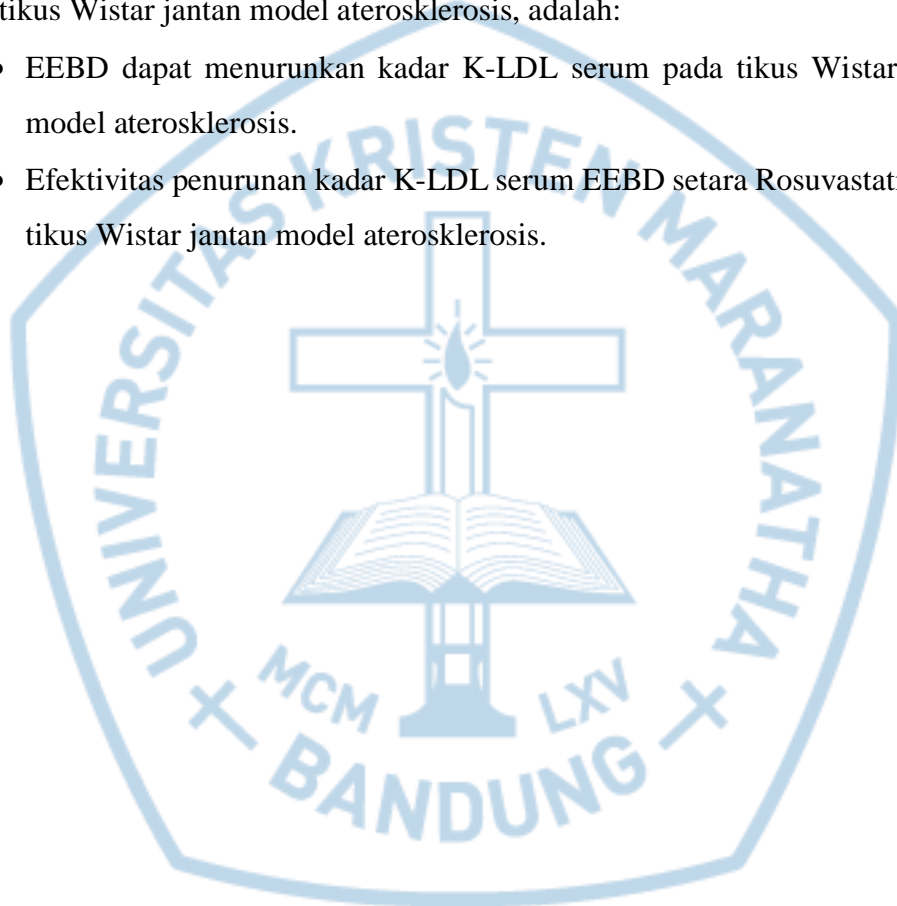 tikus Wistar jantan model aterosklerosis, adalah:
• EEBD dapat menurunkan kadar K-LDL serum pada tikus Wistar
model aterosklerosis.
• Efektivitas penurunan kadar K-LDL serum EEBD setara
tikus Wistar jantan model aterosklerosis.
UNIVERSITAS KRISTEN MARANATHA
MCM LXV
BANDUNG